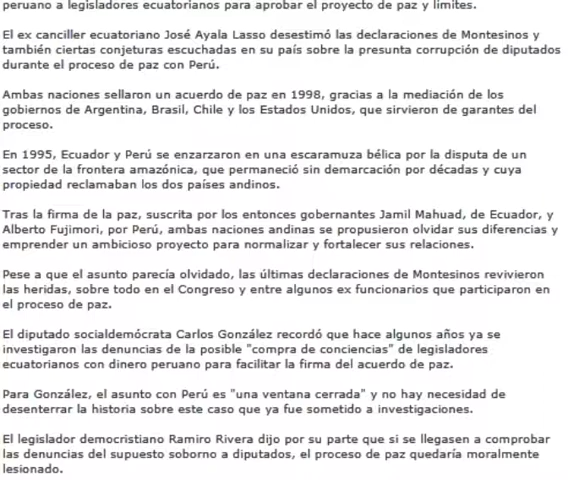 peruano a legisladores ecuatorianos para aprobar el proyecto de paz y límites.
El ex canciller ecuatoriano José Ayala Lasso desestimó las declaraciones de Montesinos y
también ciertas conjeturas escuchadas en su país sobre la presunta corrupción de diputados
durante el proceso de paz con Perú.
Ambas naciones sellaron un acuerdo de paz en 1998, gracias a la mediación de los
gobiernos de Argentina, Brasil, Chile y los Estados Unidos, que sirvieron de garantes del
proceso.
En 1995, Ecuador y Perú se enzarzaron en una escaramuza bélica por la disputa de un
sector de la frontera amazónica, que permaneció sin demarcación por décadas y cuya
propiedad reclamaban los dos países andinos.
Tras la firma de la paz, suscrita por los entonces gobernantes Jamil Mahuad, de Ecuador, y
Alberto Fujimori, por Perú, ambas naciones andinas se propusieron olvidar sus diferencias y
emprender un ambicioso proyecto para normalizar y fortalecer sus relaciones.
Pese a que el asunto parecía olvidado, las últimas declaraciones de Montesinos revivieron
las heridas, sobre todo en el Congreso y entre algunos ex funcionarios que participaron en
el proceso de paz.
El diputado socialdemócrata Carlos González recordó que hace algunos años ya se
investigaron las denuncias de la posible "compra de conciencias" de legisladores
ecuatorianos con dinero peruano para facilitar la firma del acuerdo de paz.
Para González, el asunto con Perú es "una ventana cerrada" y no hay necesidad de
desenterrar la historia sobre este caso que ya fue sometido a investigaciones.
El legislador democristiano Ramiro Rivera dijo por su parte que si se llegasen a comprobar
las denuncias del supuesto soborno a diputados, el proceso de paz quedaría moralmente
lesionado.